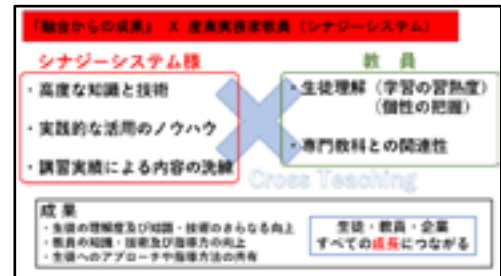 「融合からの成果」 × 産業実務家教員（シナジーシステム）
シナジーシステム様
・高度な知識と技術
・実践的な活用のノウハウ
・講習実績による内容の洗練
教 員
・生徒理解（学習の習熟度）
（個性の把握）
・専門教科との関連性
Cross Teaching
成 果
・生徒の理解度及び知識・技術のさらなる向上
・教員の知識・技術及び指導力の向上
・生徒へのアプローチや指導方法の共有
生徒・教員・企業
すべての成長につながる